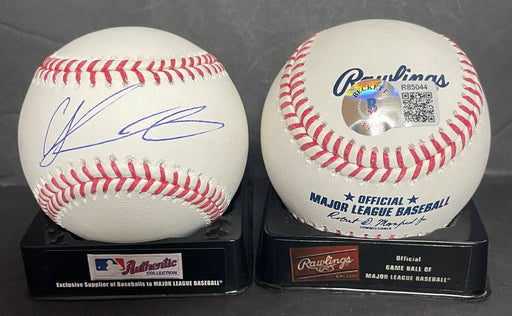 Rawlings
BECKETT
B
R85044
OFFICIAL
MAJOR LEAGUE BASEBALL
Robert D. Manfred Jr.
COMMISSIONER
Authentic
COLLECTION
Exclusive Supplier of Baseballs to MAJOR LEAGUE BASEBALL®
Rawlings
Official
GAME BALL OF
MAJOR LEAGUE BASEBALL®